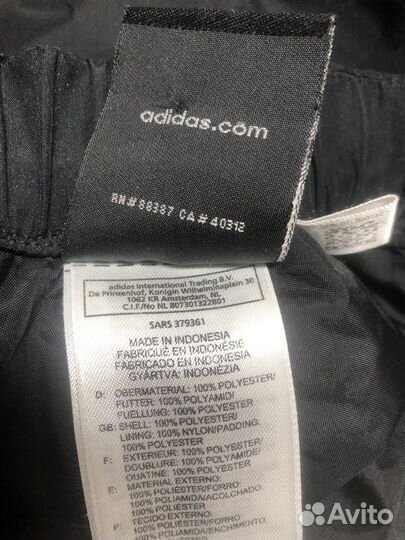 adidas.com
RN#88387 CA#40312
adidas International Trading B.V.
De Prinsenhof, Konigin Wilhelminaplein 30
1062 KR Amsterdam, NL
C.I.F/No NL 807301322B01
SARS 379361
MADE IN INDONESIA
FABRIQUÉ EN INDONÉSIE
FABRICADO EN INDONESIA
GYÁRTVA: INDONÉZIA
D: OBERMATERIAL: 100% POLYESTER/
FUTTER: 100% POLYAMID/
FUELLUNG: 100% POLYESTER
GB: SHELL: 100% POLYESTER/
LINING: 100% NYLON/PADDING:
100% POLYESTER
F: EXTERIEUR: 100% POLYESTER/
DOUBLURE: 100% POLYAMIDE/
OUATINE: 100% POLYESTER
E: MATERIAL EXTERNO:
100% POLIÉSTER/FORRO:
100% POLIAMIDA/ACOLCHADO:
100% POLIÉSTER
P: TECIDO EXTERNO:
100% POLIÉSTER/FORRO:
POLIAMIDA/ENCHIMENTO
Avito